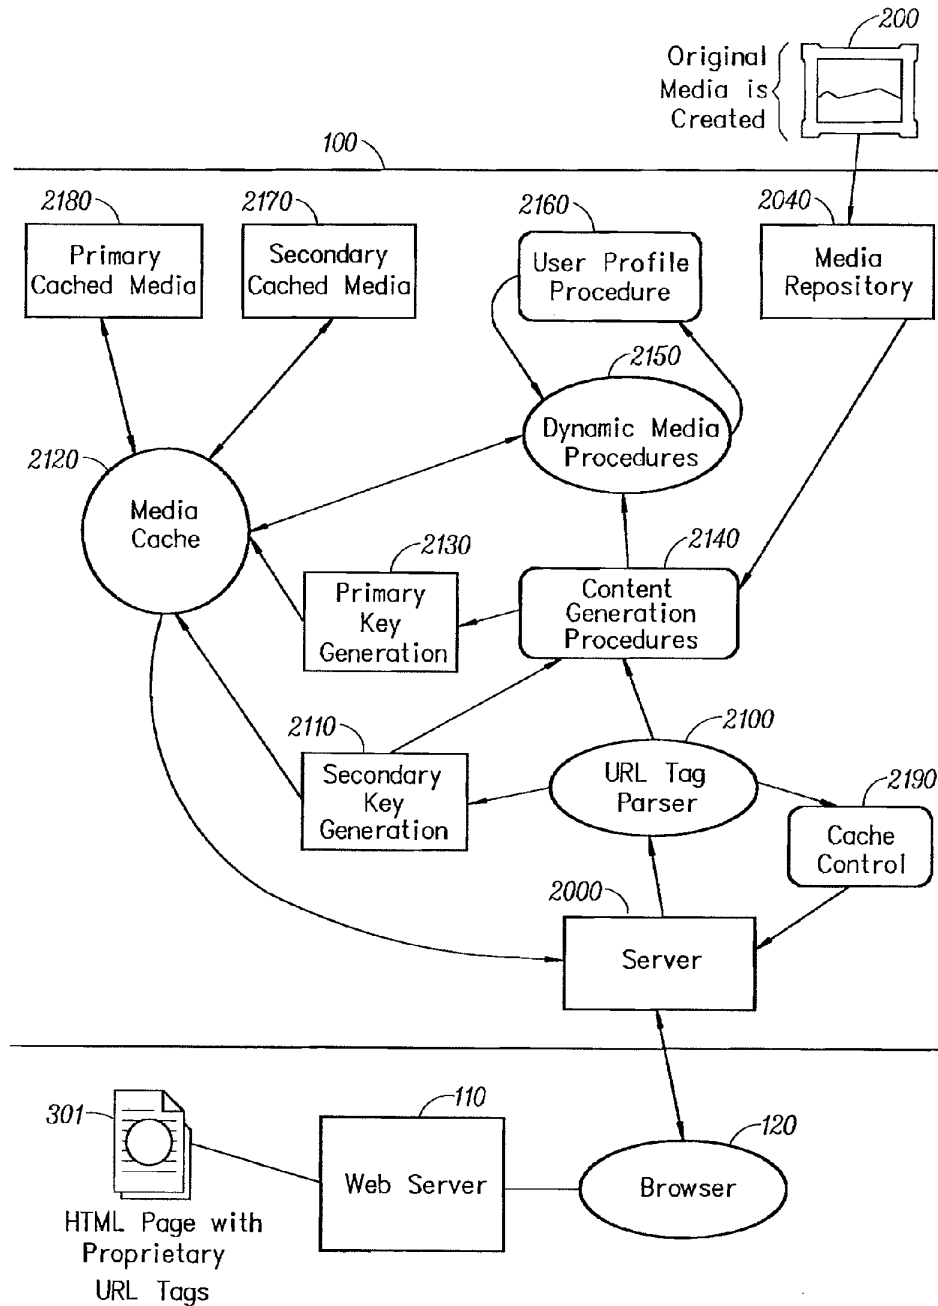 200
Original
Media is
Created
100
2180
Primary
Cached Media
2170
Secondary
Cached Media
2160
User Profile
Procedure
2040
Media
Repository
2150
Dynamic Media
Procedures
2120
Media
Cache
2130
Primary
Key
Generation
2140
Content
Generation
Procedures
2110
Secondary
Key
Generation
2100
URL Tag
Parser
2190
Cache
Control
2000
Server
301
HTML Page with
Proprietary
URL Tags
110
Web Server
120
Browser